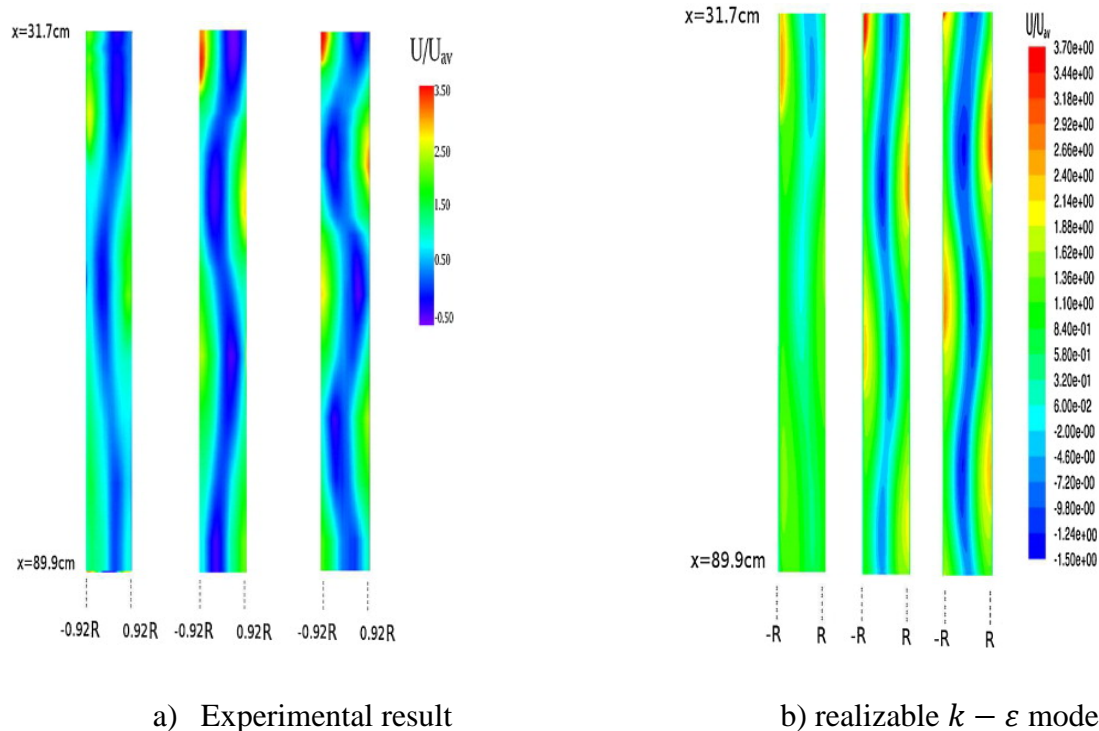 x=31.7cm
U/Uav
3.50
2.50
1.50
0.50
-0.50
x=89.9cm
-0.92R 0.92R -0.92R 0.92R -0.92R 0.92R
a) Experimental result
x=31.7cm
U/Uav
3.70e+00
3.44e+00
3.18e+00
2.92e+00
2.66e+00
2.40e+00
2.14e+00
1.88e+00
1.62e+00
1.36e+00
1.10e+00
8.40e-01
5.80e-01
3.20e-01
6.00e-02
-2.00e-01
-4.60e-01
-7.20e-01
-9.80e-01
-1.24e+00
-1.50e+00
x=89.9cm
-R R -R R -R R
b) realizable k − ε mode